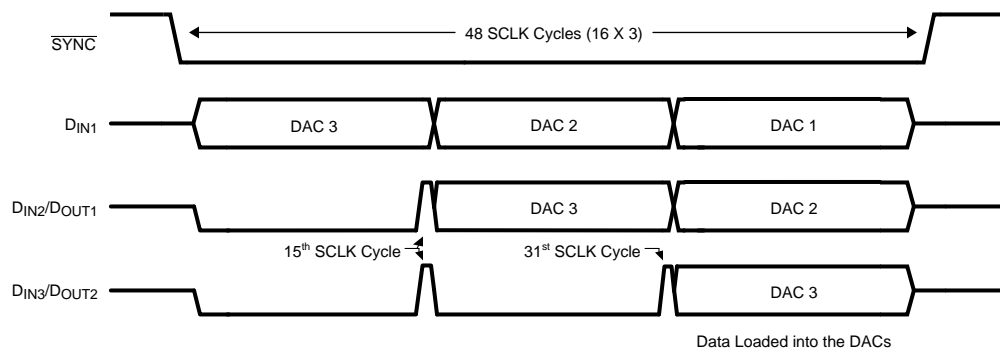 48 SCLK Cycles (16 X 3)
SYNC
DIN1
DAC 3
DAC 2
DAC 1
DIN2/DOUT1
DAC 3
DAC 2
15th SCLK Cycle
31st SCLK Cycle
DIN3/DOUT2
DAC 3
Data Loaded into the DACs